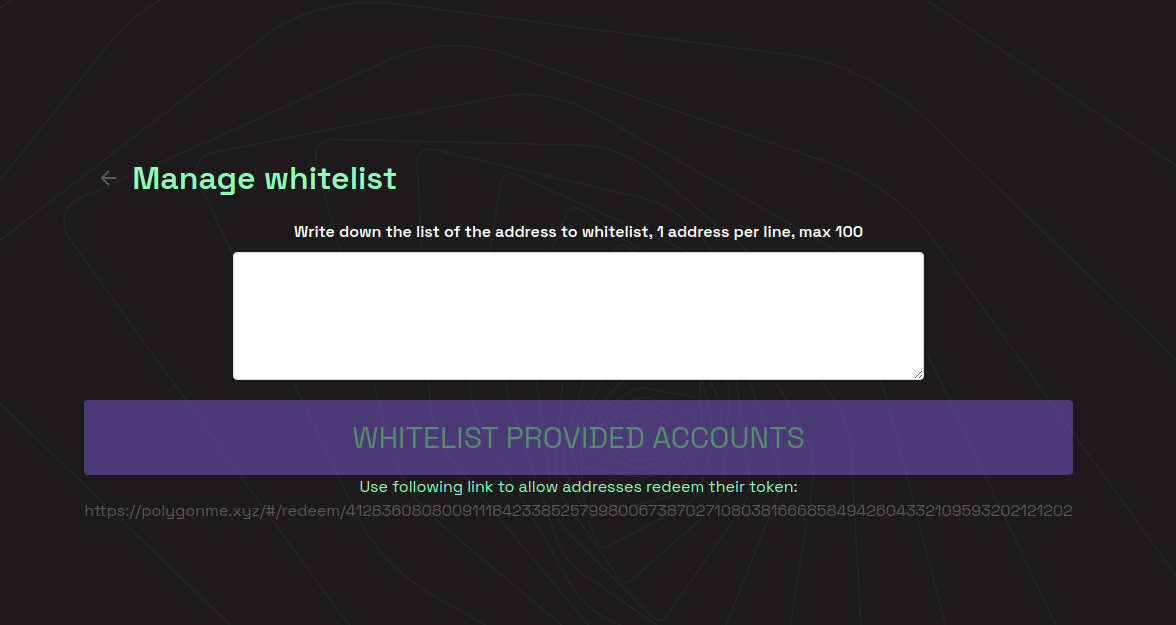 Manage whitelist
Write down the list of the address to whitelist, 1 address per line, max 100
WHITELIST PROVIDED ACCOUNTS
Use following link to allow addresses redeem their token:
https://polygonme.xyz/#/redeem/41283608080091118423385257998006738702710803816668584942604332109593202121202